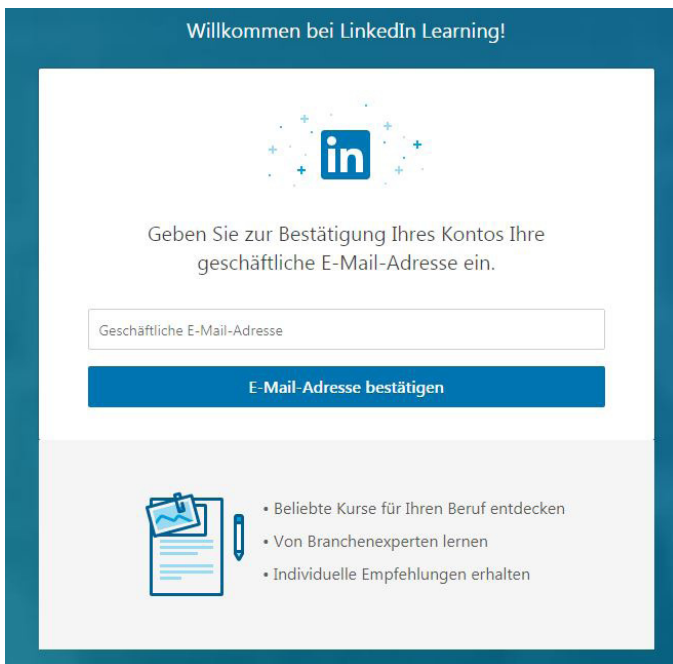 Willkommen bei LinkedIn Learning!
in
Geben Sie zur Bestätigung Ihres Kontos Ihre
geschäftliche E-Mail-Adresse ein.
Geschäftliche E-Mail-Adresse
E-Mail-Adresse bestätigen
• Beliebte Kurse für Ihren Beruf entdecken
• Von Branchenexperten lernen
• Individuelle Empfehlungen erhalten